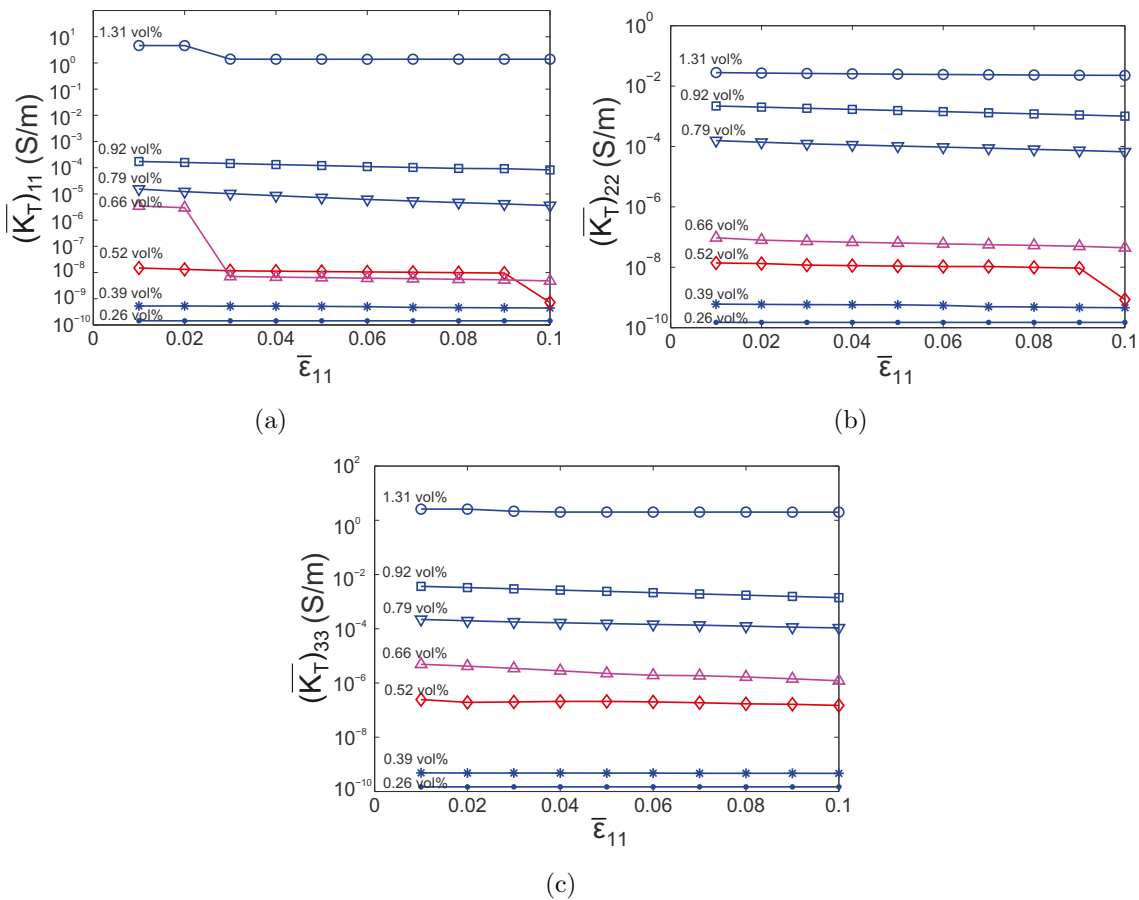 10^1
10^0
10^-1
10^-2
10^-3
10^-4
10^-5
10^-6
10^-7
10^-8
10^-9
10^-10
(K̅_T)_11 (S/m)
1.31 vol%
0.92 vol%
0.79 vol%
0.66 vol%
0.52 vol%
0.39 vol%
0.26 vol%
0 0.02 0.04 0.06 0.08 0.1
ε̅_11
(a)
10^0
10^-2
10^-4
10^-6
10^-8
10^-10
(K̅_T)_22 (S/m)
1.31 vol%
0.92 vol%
0.79 vol%
0.66 vol%
0.52 vol%
0.39 vol%
0.26 vol%
0 0.02 0.04 0.06 0.08 0.1
ε̅_11
(b)
10^2
10^0
10^-2
10^-4
10^-6
10^-8
10^-10
(K̅_T)_33 (S/m)
1.31 vol%
0.92 vol%
0.79 vol%
0.66 vol%
0.52 vol%
0.39 vol%
0.26 vol%
0 0.02 0.04 0.06 0.08 0.1
ε̅_11
(c)